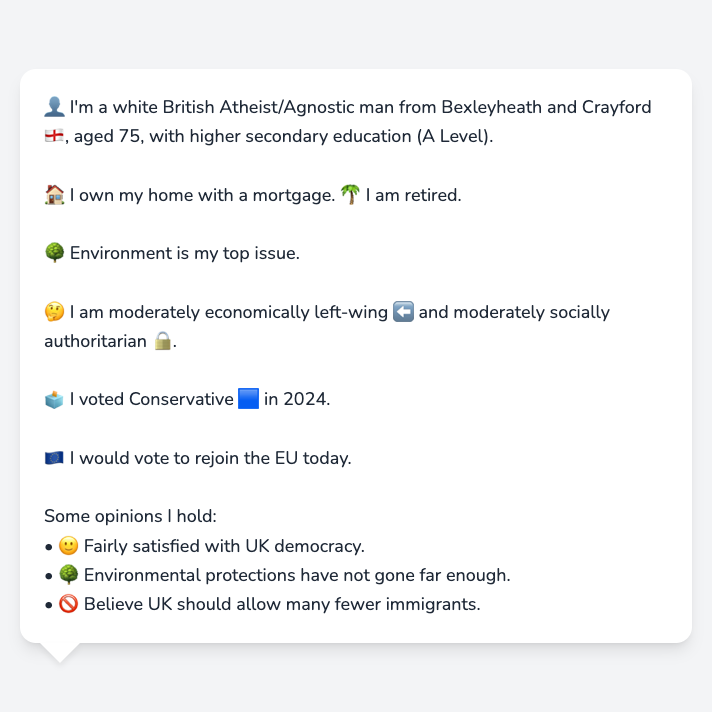 👤 I'm a white British Atheist/Agnostic man from Bexleyheath and Crayford
🏴󠁧󠁢󠁥󠁮󠁧󠁿, aged 75, with higher secondary education (A Level).
🏠 I own my home with a mortgage. 🌴 I am retired.
🌳 Environment is my top issue.
🤔 I am moderately economically left-wing ⬅️ and moderately socially
authoritarian 🔒.
🗳️ I voted Conservative 🟦 in 2024.
🇪🇺 I would vote to rejoin the EU today.
Some opinions I hold:
• 🙂 Fairly satisfied with UK democracy.
• 🌳 Environmental protections have not gone far enough.
• 🚫 Believe UK should allow many fewer immigrants.